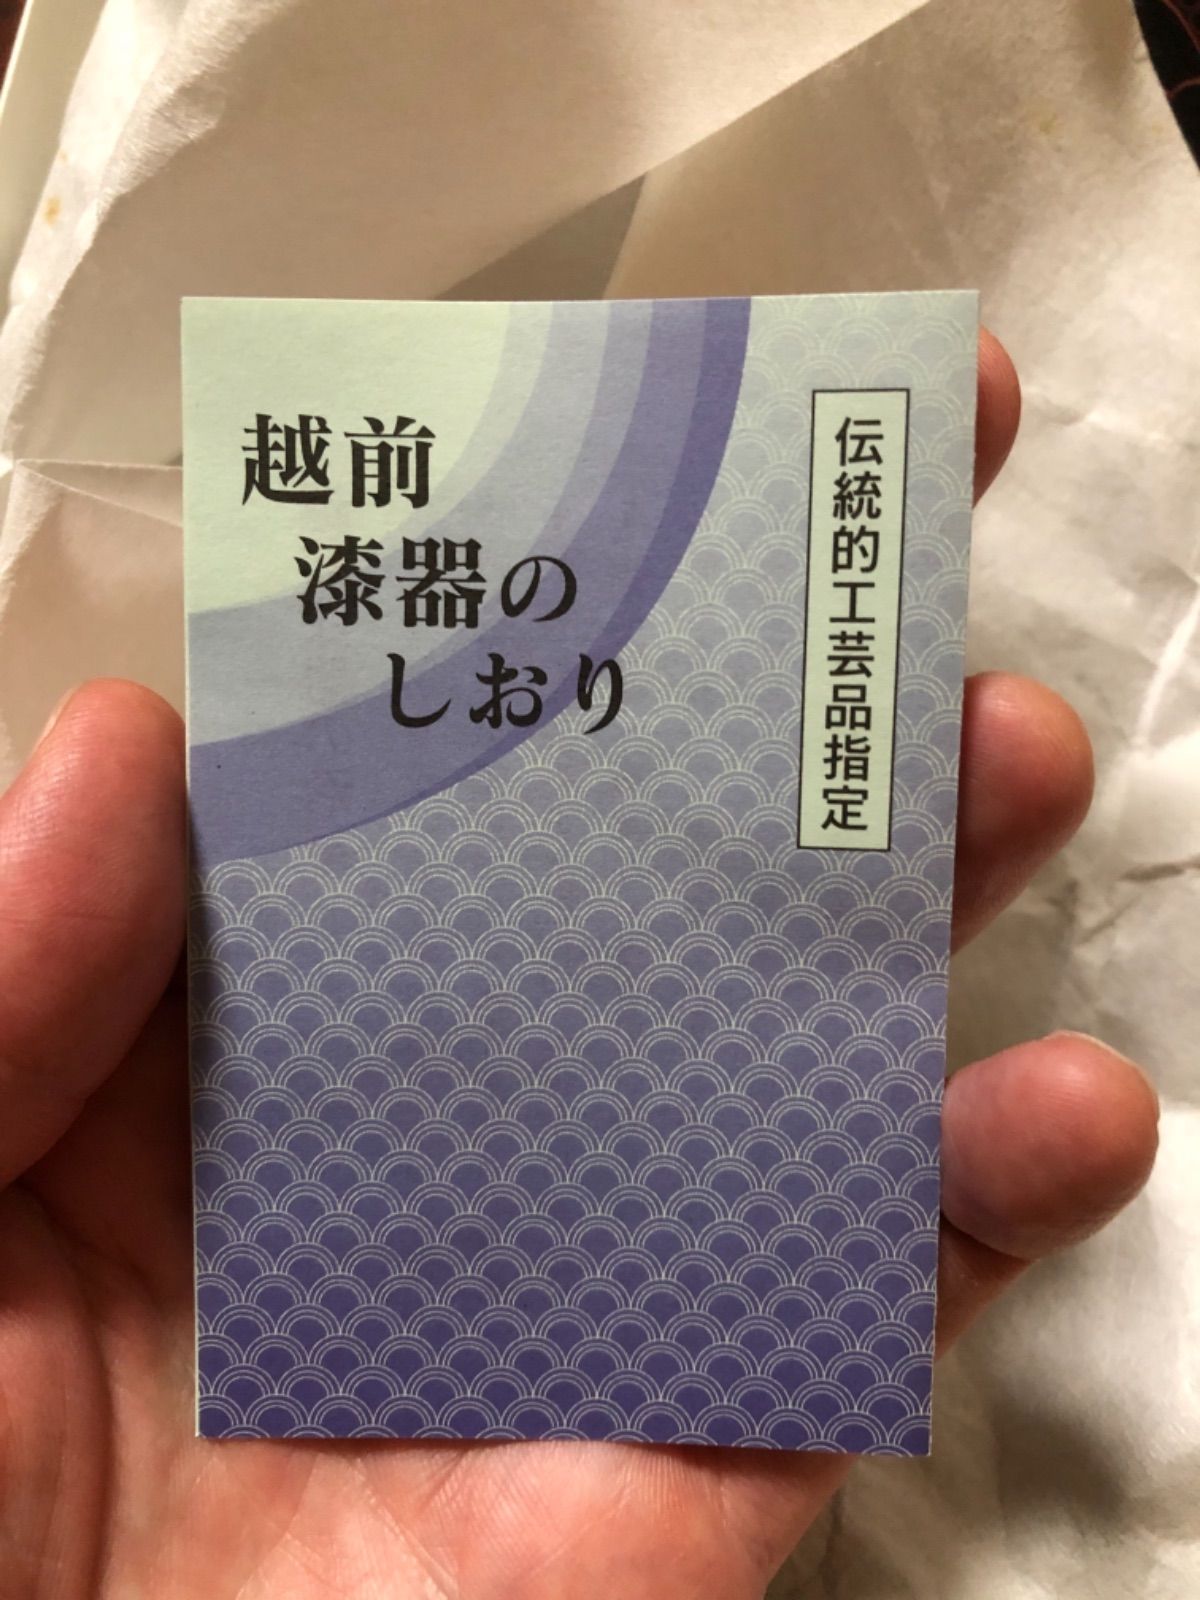 越前
漆器の
しおり
伝統的工芸品指定